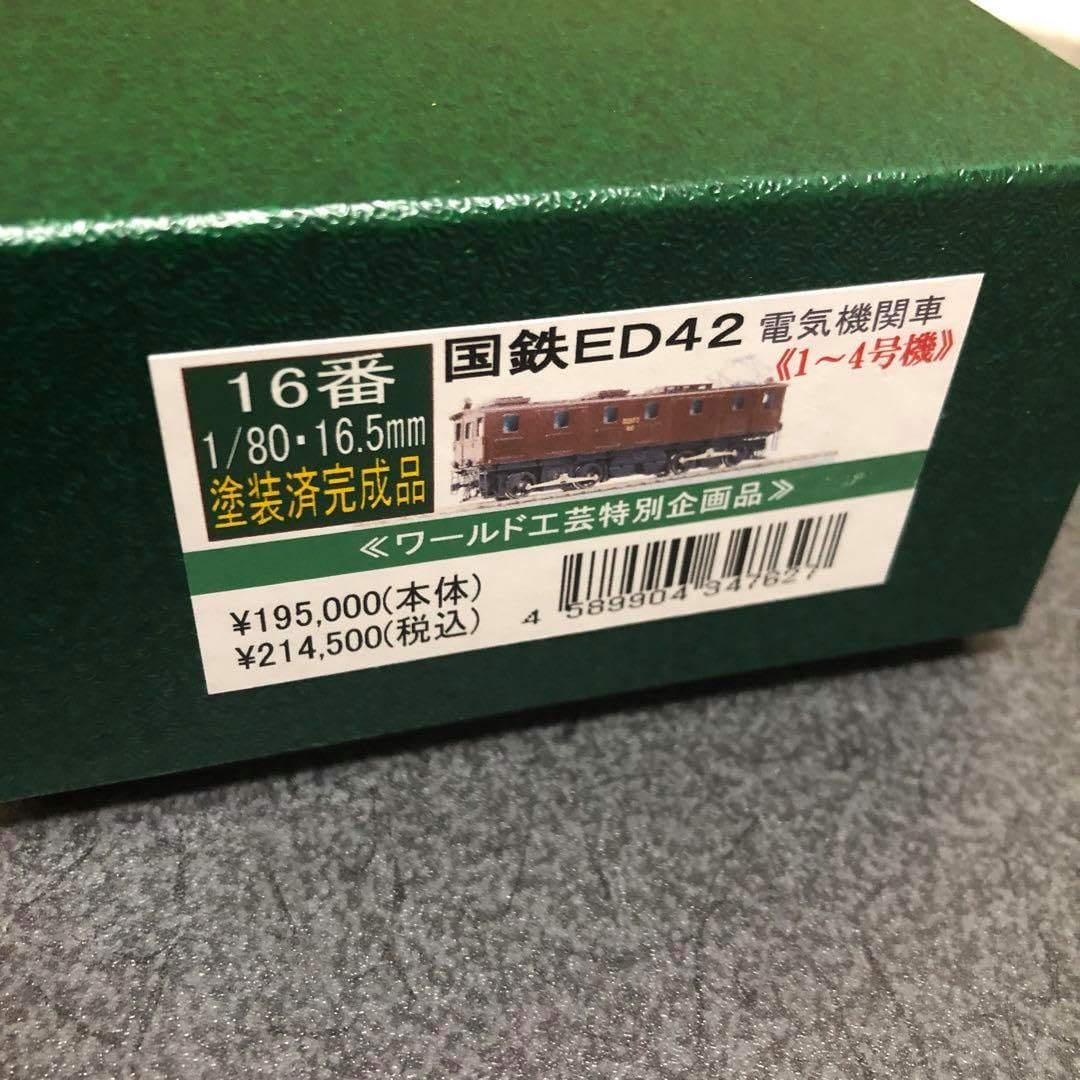 16番
1/80・16.5mm
塗装済完成品
国鉄ED42 電気機関車
《1～4号機》
≪ワールド工芸特別企画品≫
¥195,000(本体)
¥214,500(税込)
4 589904 347627